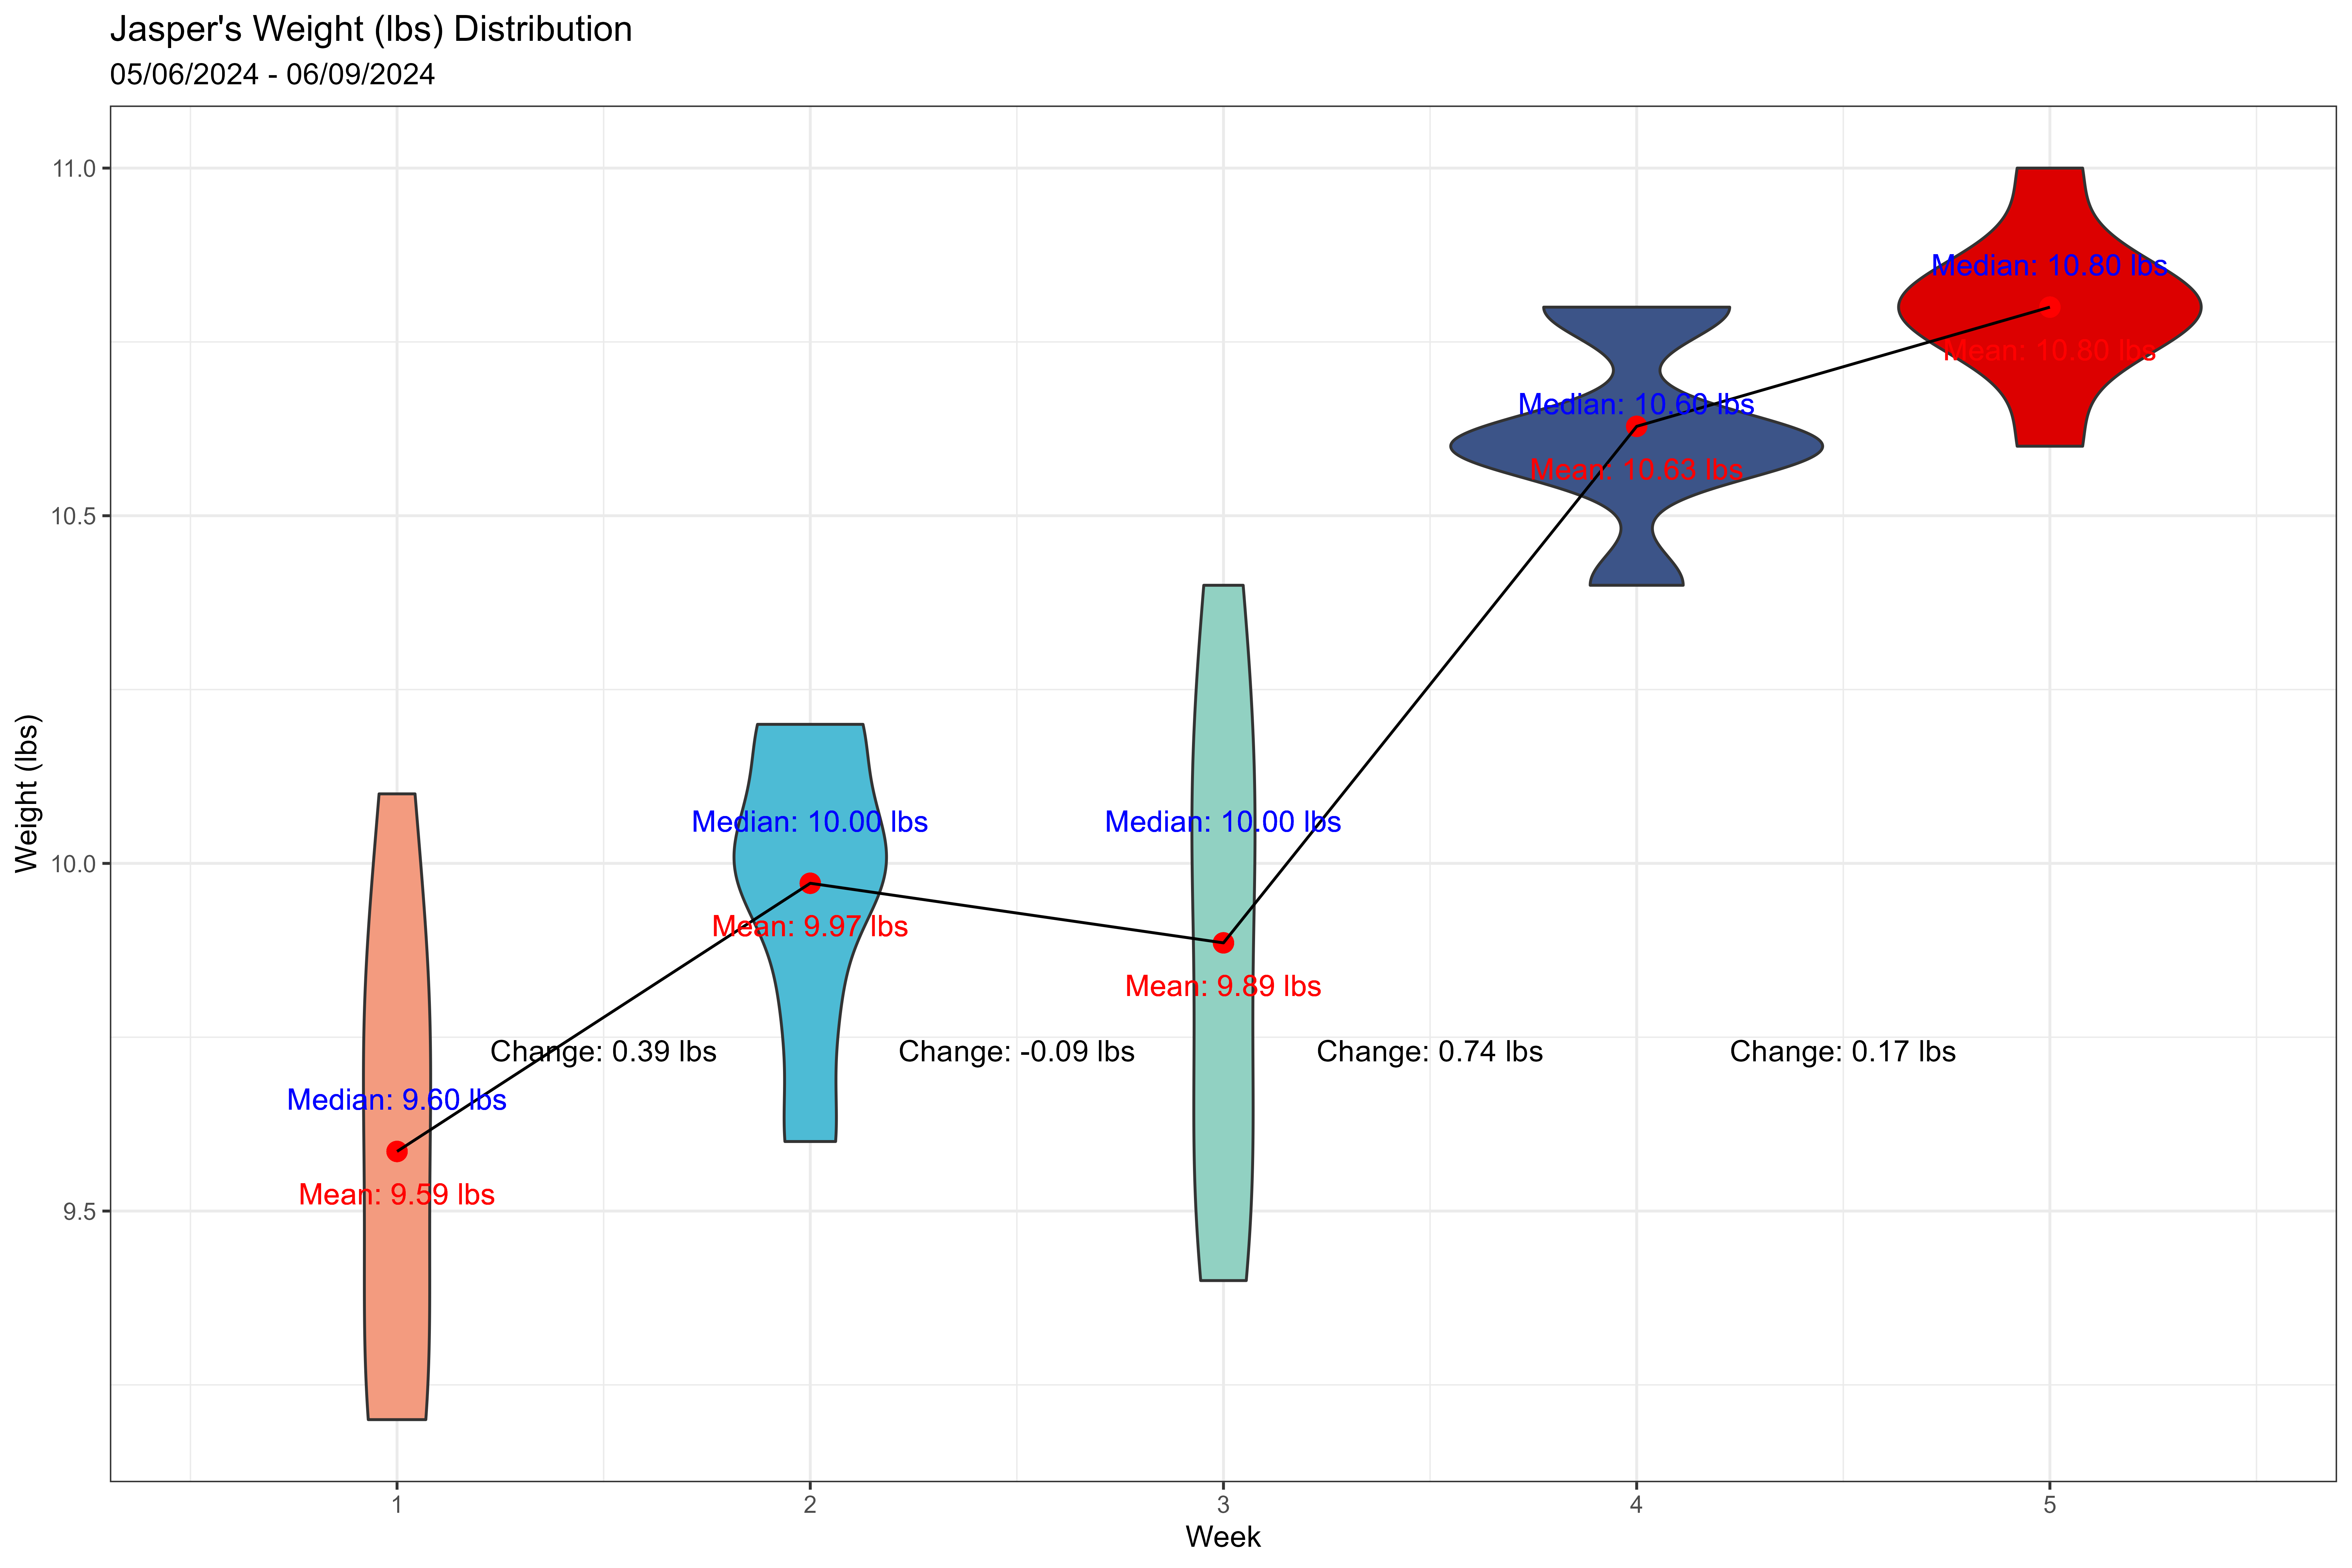 Jasper's Weight (lbs) Distribution
05/06/2024 - 06/09/2024
11.0
Median: 10.80 lbs
Mean: 10.80 lbs
Median: 10.60 lbs
Mean: 10.63 lbs
10.5
Weight (lbs)
Median: 10.00 lbs
Median: 10.00 lbs
10.0
Mean: 9.97 lbs
Mean: 9.89 lbs
Change: 0.39 lbs
Change: -0.09 lbs
Change: 0.74 lbs
Change: 0.17 lbs
Median: 9.60 lbs
Mean: 9.59 lbs
9.5
1
2
3
4
5
Week